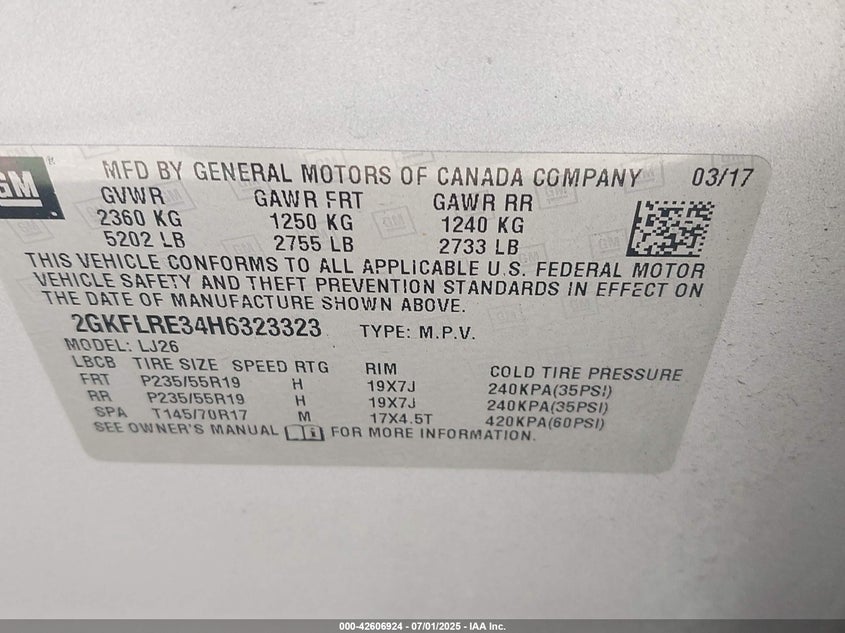 GM
MFD BY GENERAL MOTORS OF CANADA COMPANY 03/17
GVWR GAWR FRT GAWR RR
2360 KG 1250 KG 1240 KG
5202 LB 2755 LB 2733 LB
THIS VEHICLE CONFORMS TO ALL APPLICABLE U.S. FEDERAL MOTOR
VEHICLE SAFETY AND THEFT PREVENTION STANDARDS IN EFFECT ON
THE DATE OF MANUFACTURE SHOWN ABOVE.
2GKFLRE34H6323323 TYPE: M.P.V.
MODEL: LJ26
LBCB TIRE SIZE SPEED RTG RIM COLD TIRE PRESSURE
FRT P235/55R19 H 19X7J 240KPA(35PSI)
RR P235/55R19 H 19X7J 240KPA(35PSI)
SPA T145/70R17 M 17X4.5T 420KPA(60PSI)
SEE OWNER'S MANUAL FOR MORE INFORMATION.
000-42606924 - 07/01/2025 - IAA Inc.